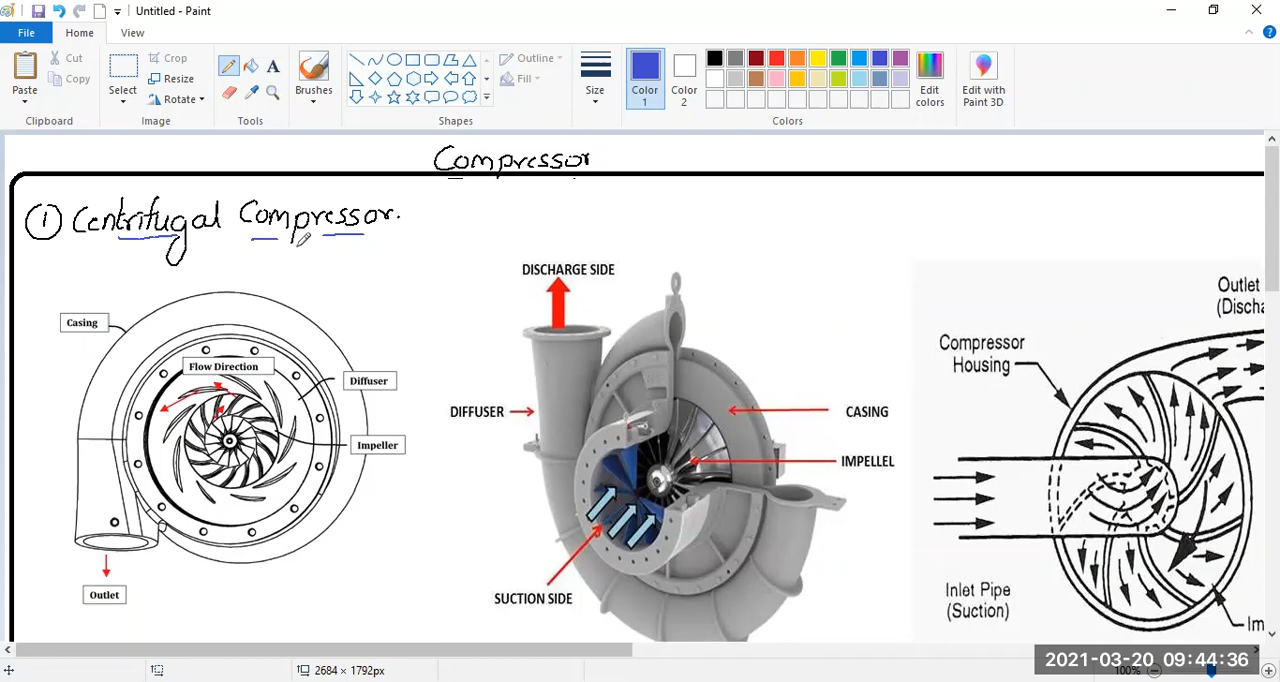 Untitled - Paint
File
Home
View
Paste
Cut
Copy
Clipboard
Select
Crop
Resize
Rotate
Image
A
Tools
Brushes
Outline
Fill
Shapes
Size
Color 1
Color 2
Edit colors
Edit with Paint 3D
Colors
Compressor
1 Centrifugal Compressor.
Casing
Flow Direction
Diffuser
Impeller
Outlet
DISCHARGE SIDE
DIFFUSER
CASING
IMPELLEL
SUCTION SIDE
Outlet
(Discha
Compressor
Housing
Inlet Pipe
(Suction)
Im
2684 × 1792px
100%
2021-03-20 09:44:36